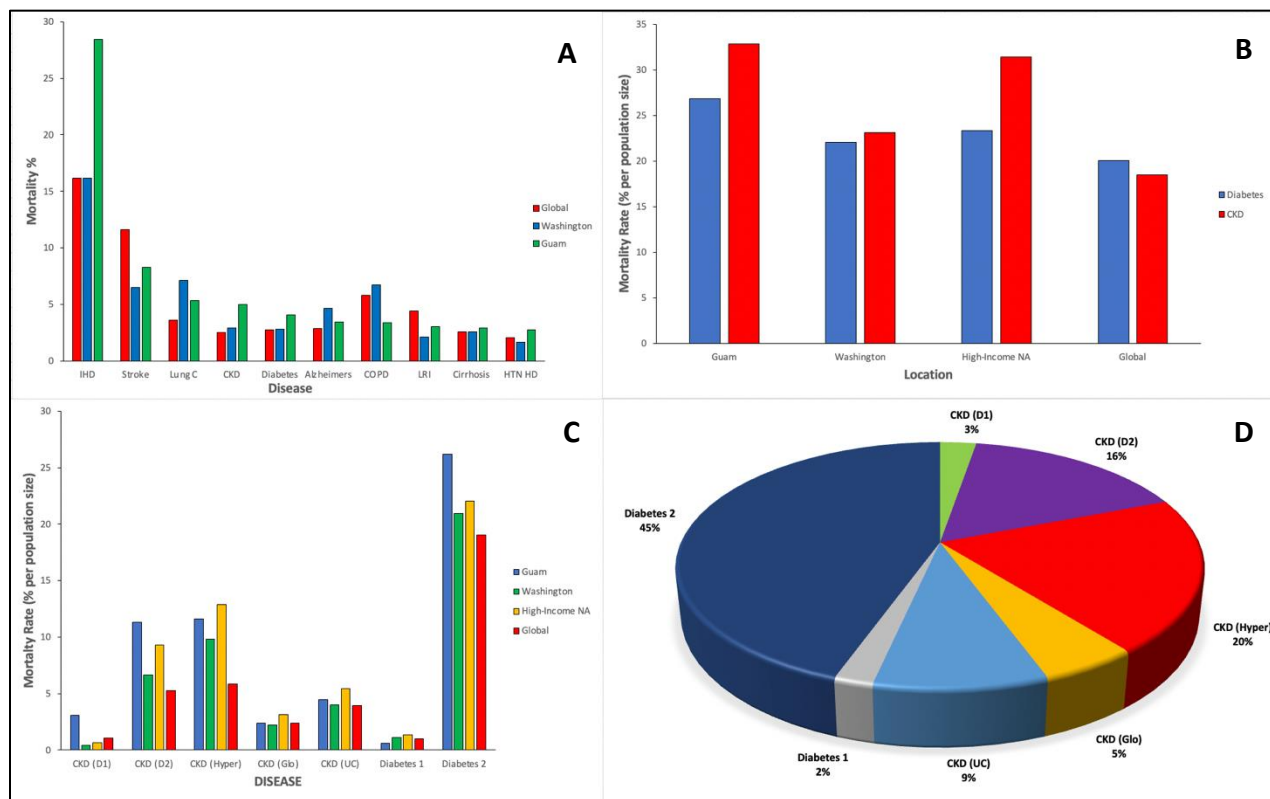 A
Mortality %
30
25
20
15
10
5
0
Global
Washington
Guam
IHD Stroke Lung C CKD Diabetes Alzheimers COPD LRI Cirrhosis HTN HD
Disease
B
Mortality Rate (% per population size)
35
30
25
20
15
10
5
0
Diabetes
CKD
Guam Washington High-Income NA Global
Location
C
Mortalty Rate (% per population size)
30
25
20
15
10
5
0
Guam
Washington
High-Income NA
Global
CKD (D1) CKD (D2) CKD (Hyper) CKD (Glo) CKD (UC) Diabetes 1 Diabetes 2
DISEASE
D
CKD (D1)
3%
CKD (D2)
16%
Diabetes 2
45%
CKD (Hyper)
20%
CKD (Glo)
5%
Diabetes 1
2%
CKD (UC)
9%